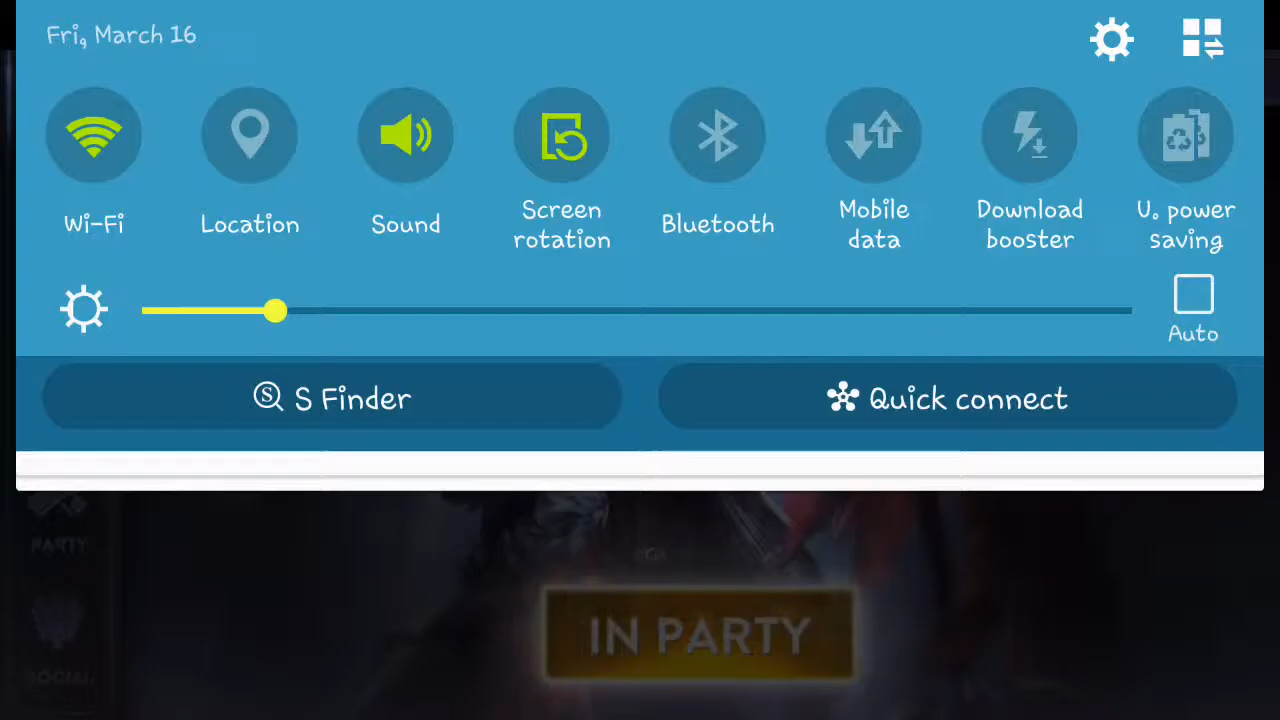 Fri, March 16
Wi-Fi
Location
Sound
Screen rotation
Bluetooth
Mobile data
Download booster
U. power saving
Auto
S Finder
Quick connect
PARTY
IN PARTY
SOCIAL